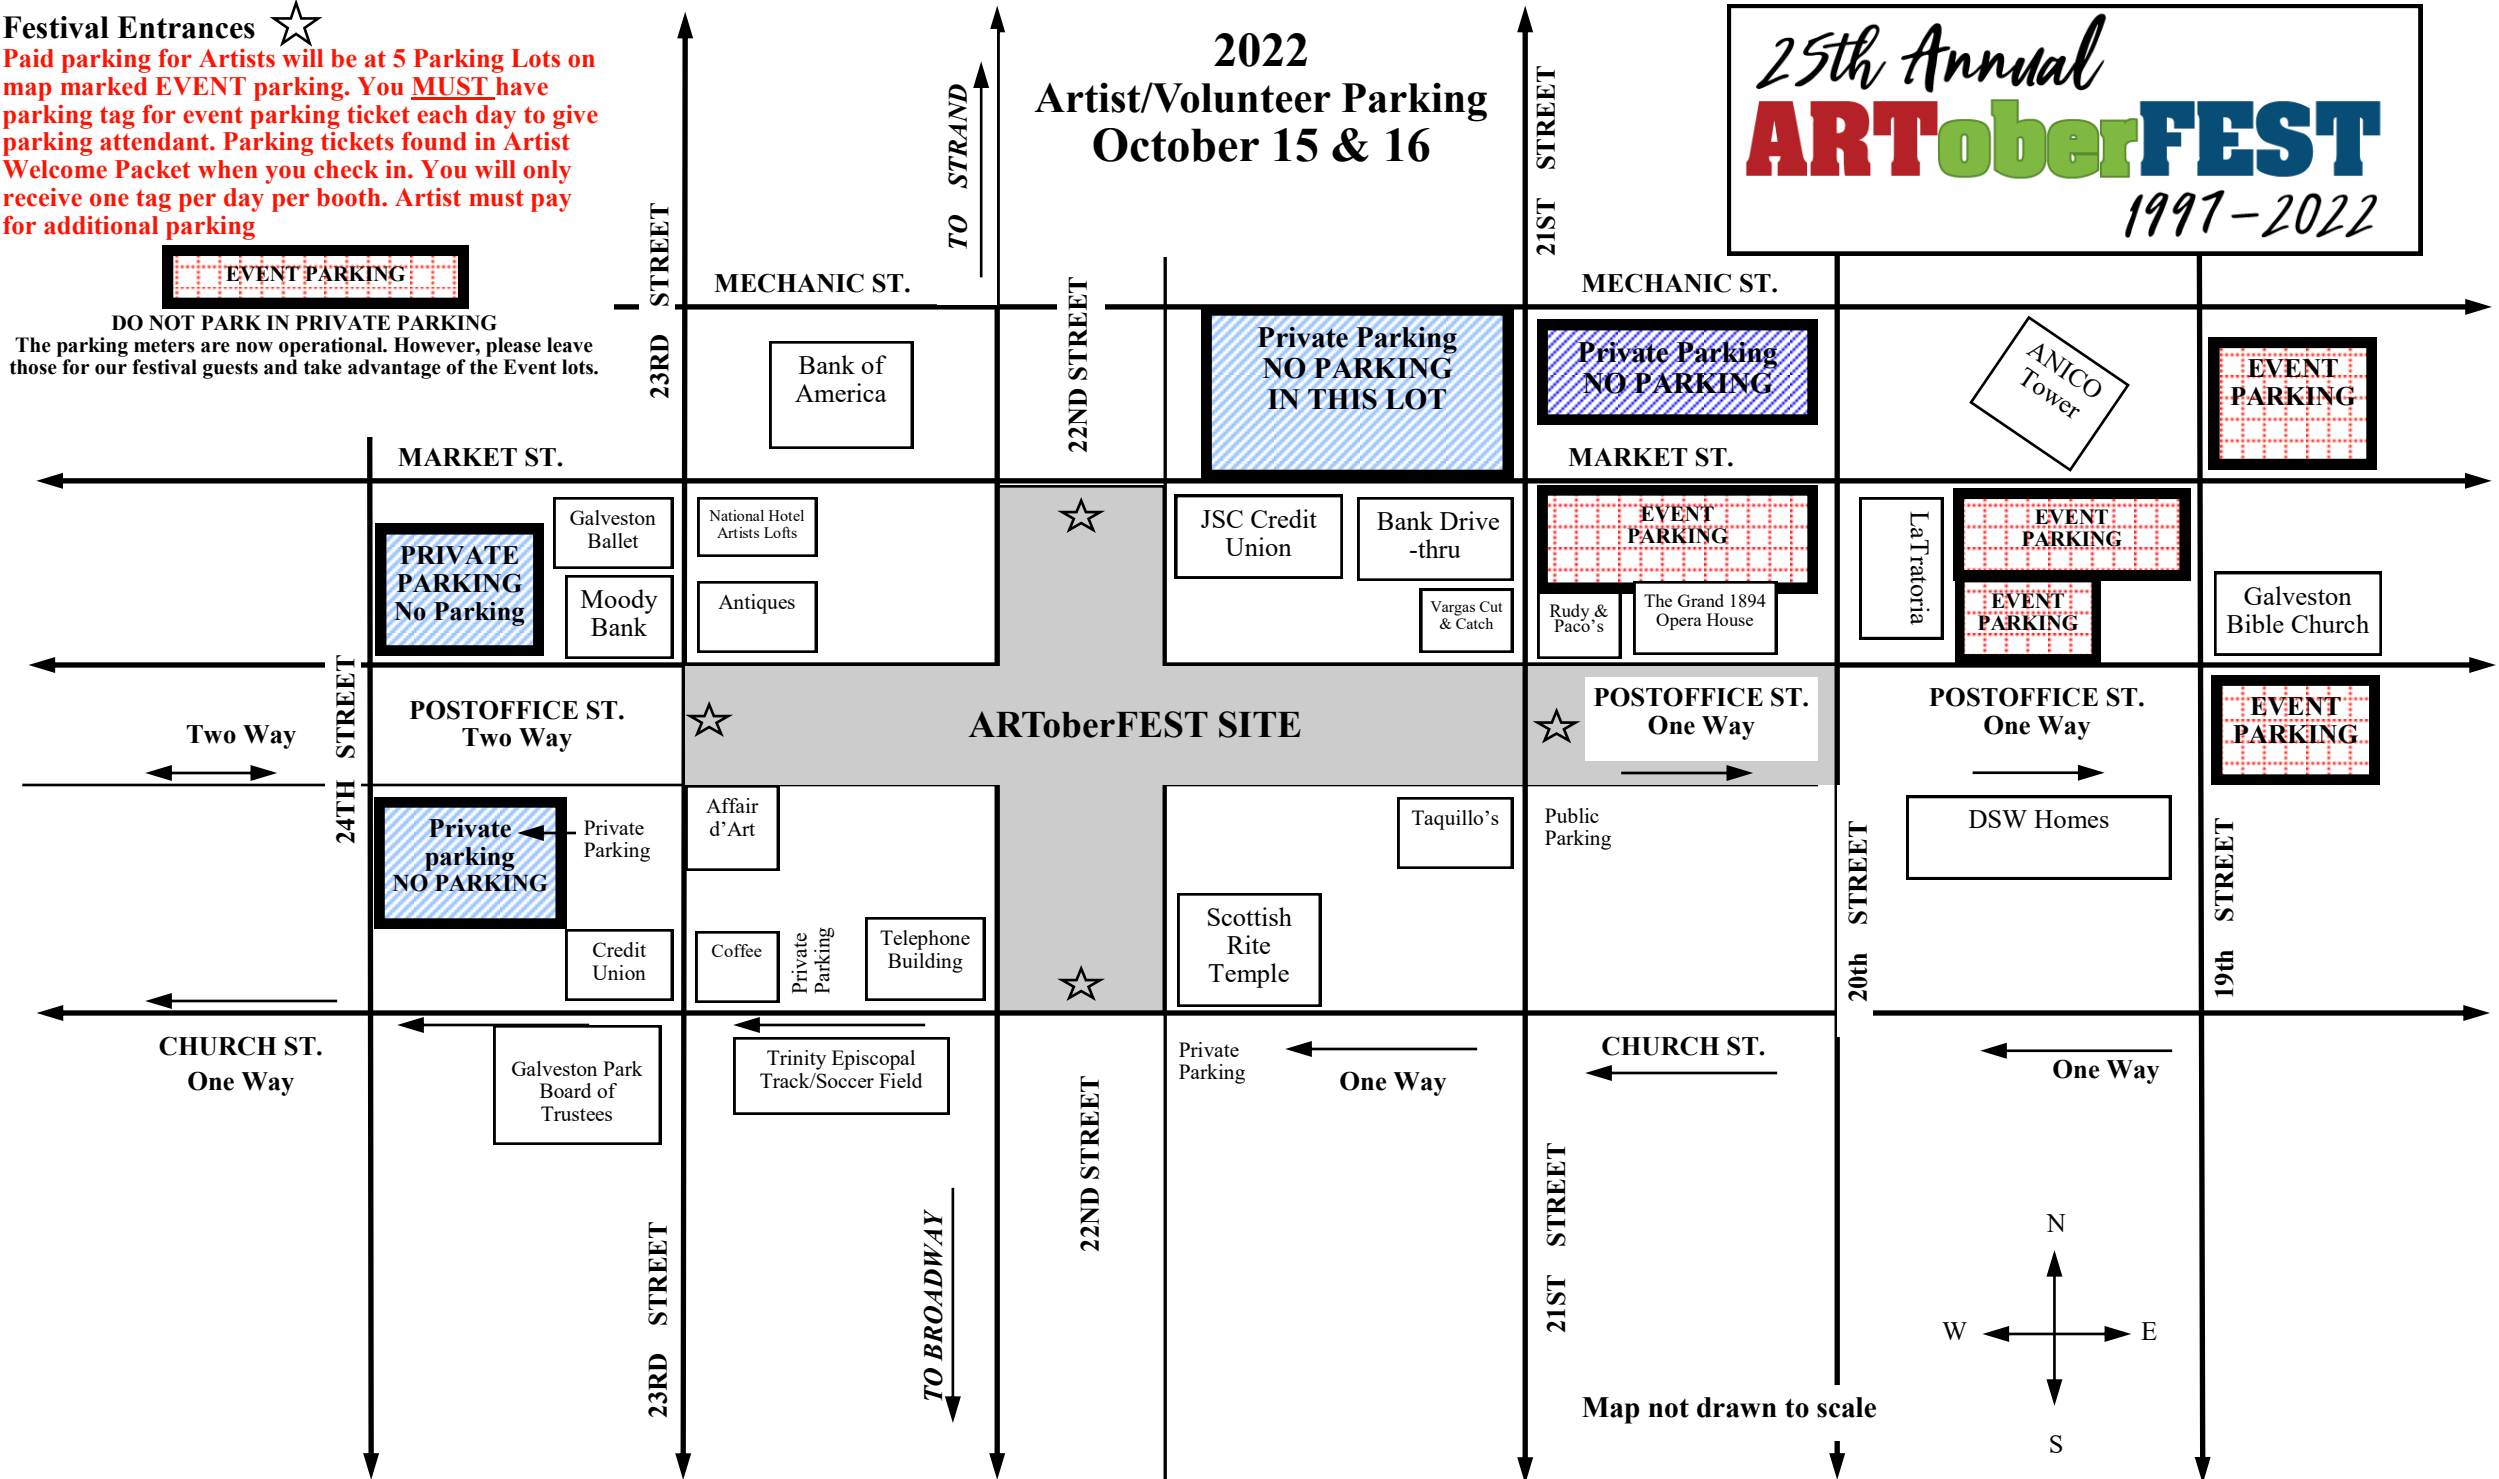 Festival Entrances
Paid parking for Artists will be at 5 Parking Lots on
map marked EVENT parking. You MUST have
parking tag for event parking ticket each day to give
parking attendant. Parking tickets found in Artist
Welcome Packet when you check in. You will only
receive one tag per day per booth. Artist must pay
for additional parking
EVENT PARKING
DO NOT PARK IN PRIVATE PARKING
The parking meters are now operational. However, please leave
those for our festival guests and take advantage of the Event lots.
2022
Artist/Volunteer Parking
October 15 & 16
25th Annual
ARToberFEST
1997-2022
TO STRAND
23RD STREET
22ND STREET
21ST STREET
MECHANIC ST.
MECHANIC ST.
Bank of
America
Private Parking
NO PARKING
IN THIS LOT
Private Parking
NO PARKING
ANICO
Tower
EVENT
PARKING
MARKET ST.
MARKET ST.
PRIVATE
PARKING
No Parking
Galveston
Ballet
Moody
Bank
National Hotel
Artists Lofts
Antiques
JSC Credit
Union
Bank Drive
-thru
Vargas Cut
& Catch
EVENT
PARKING
Rudy &
Paco's
The Grand 1894
Opera House
LaTratoria
EVENT
PARKING
EVENT
PARKING
Galveston
Bible Church
24TH STREET
Two Way
POSTOFFICE ST.
Two Way
ARToberFEST SITE
POSTOFFICE ST.
One Way
POSTOFFICE ST.
One Way
EVENT
PARKING
Private
parking
NO PARKING
Private
Parking
Affair
d'Art
Taquillo's
Public
Parking
DSW Homes
20th STREET
19th STREET
Credit
Union
Coffee
Private
Parking
Telephone
Building
Scottish
Rite
Temple
CHURCH ST.
One Way
Galveston Park
Board of
Trustees
Trinity Episcopal
Track/Soccer Field
Private
Parking
One Way
CHURCH ST.
One Way
23RD STREET
TO BROADWAY
22ND STREET
21ST STREET
N
W
E
S
Map not drawn to scale